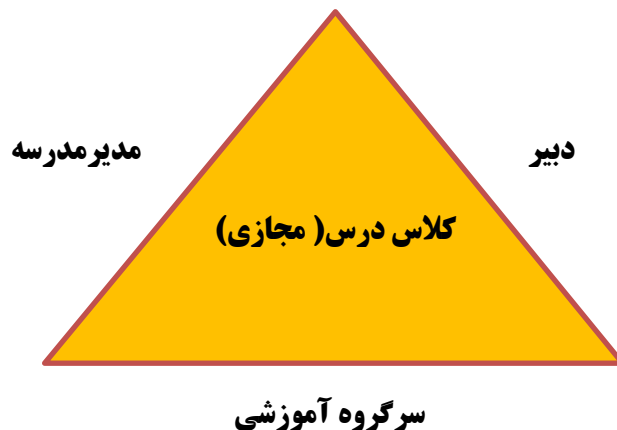 دبیر
مدیرمدرسه
کلاس درس( مجازی)
سرگروه آموزشی